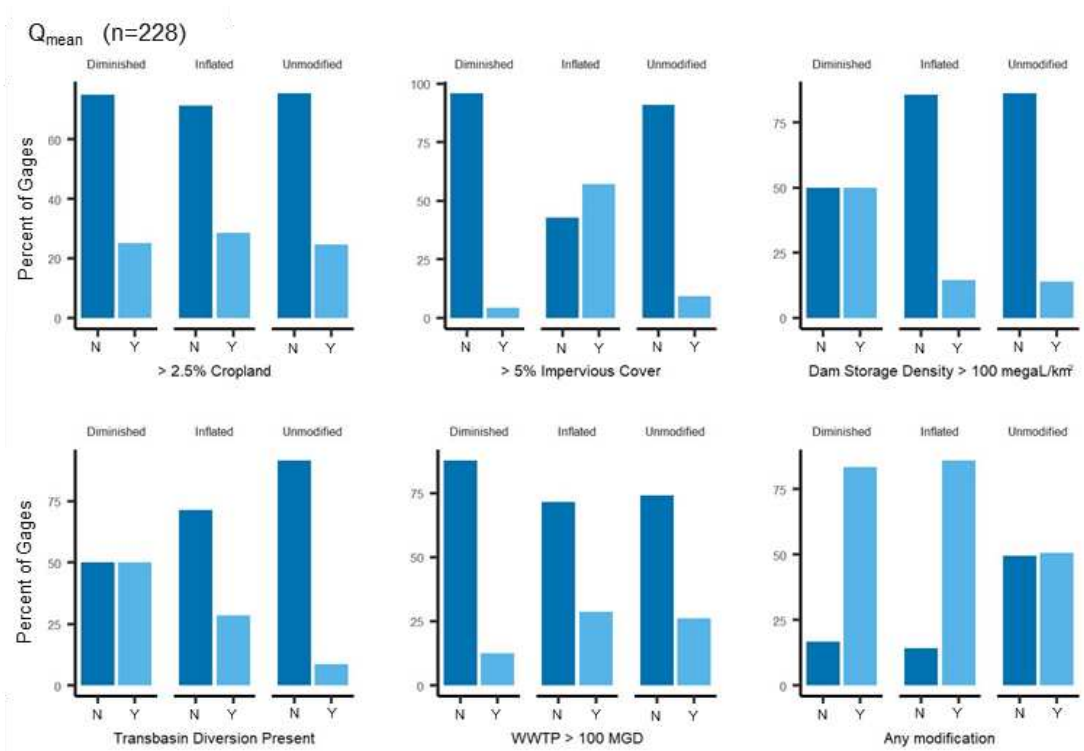 Qmean (n=228)
Diminished Inflated Unmodified
Diminished Inflated Unmodified
Diminished Inflated Unmodified
Percent of Gages
60
40
20
0
N Y N Y N Y
> 2.5% Cropland
100
75
50
25
0
N Y N Y N Y
> 5% Impervious Cover
75
50
25
0
N Y N Y N Y
Dam Storage Density > 100 megaL/km²
Diminished Inflated Unmodified
Diminished Inflated Unmodified
Diminished Inflated Unmodified
Percent of Gages
75
50
25
0
N Y N Y N Y
Transbasin Diversion Present
75
50
25
0
N Y N Y N Y
WWTP > 100 MGD
75
50
25
0
N Y N Y N Y
Any modification